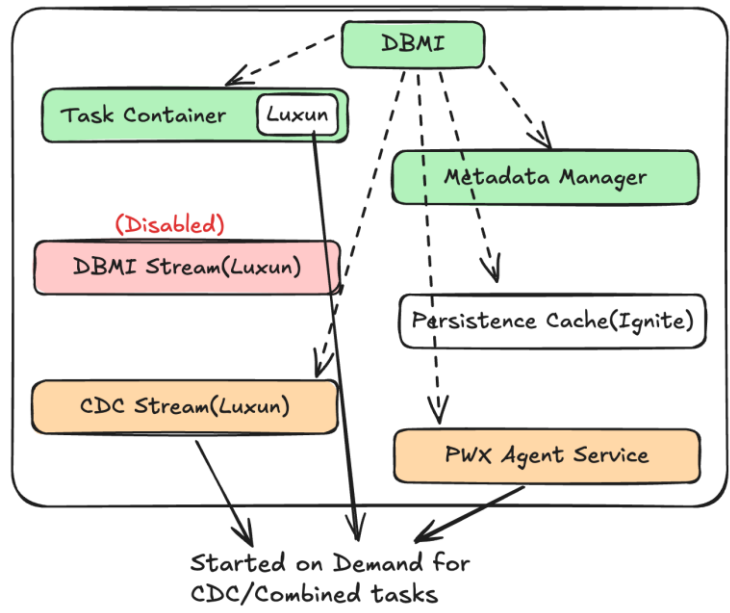 DBMI
Task Container
Luxun
Metadata Manager
(Disabled)
DBMI Stream(Luxun)
Persistence Cache(Ignite)
CDC Stream(Luxun)
PWX Agent Service
Started on Demand for
CDC/Combined tasks